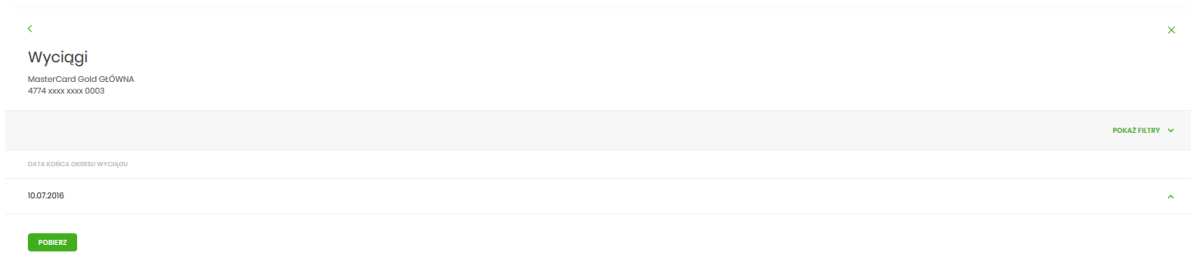 Wyciągi
MasterCard Gold GŁÓWNA
4774 xxxx xxxx 0003
POKAŻ FILTRY
DATA KOŃCA OKRESU WYCIĄGU
10.07.2016
POBIERZ